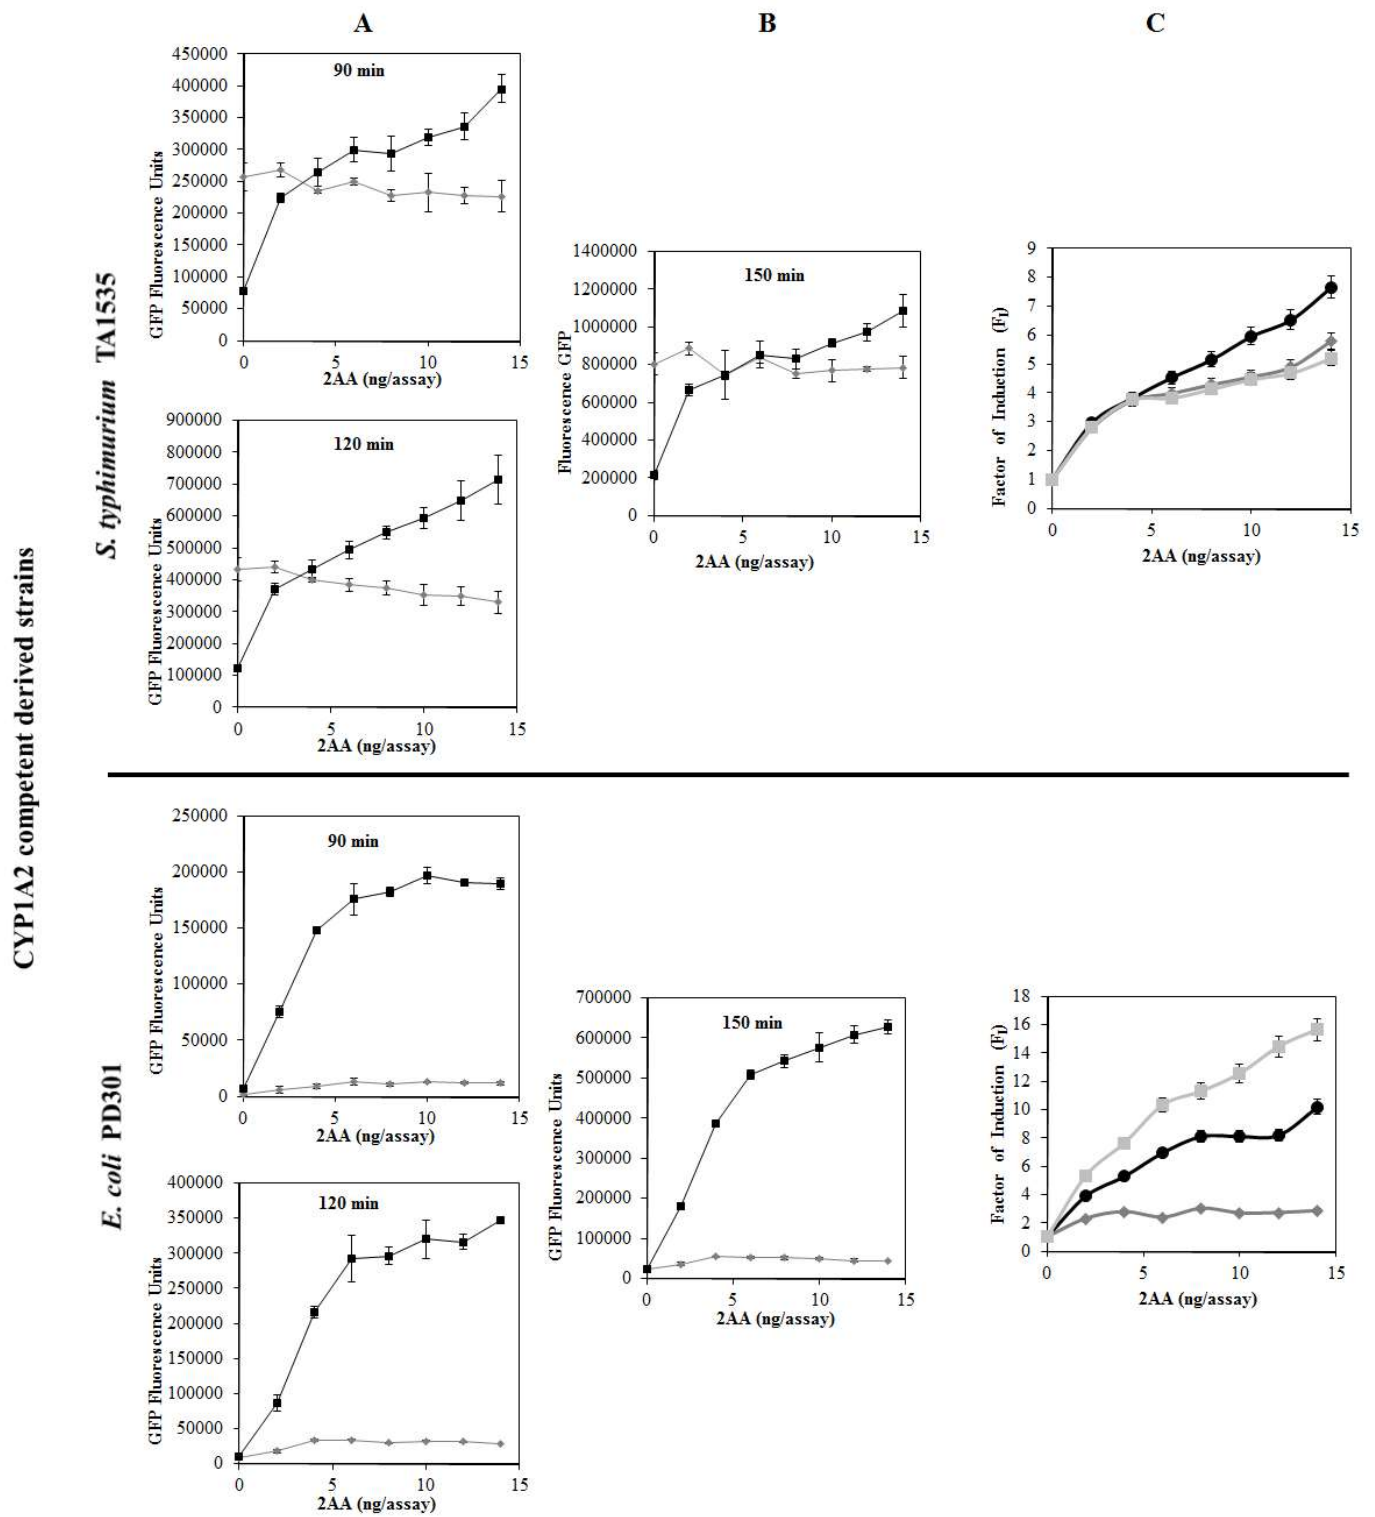 A
B
C
CYP1A2 competent derived strains
S. typhimurium TA1535
90 min
GFP Fluorescence Units
450000
400000
350000
300000
250000
200000
150000
100000
50000
0
0 5 10 15
2AA (ng/assay)
120 min
GFP Fluorescence Units
900000
800000
700000
600000
500000
400000
300000
200000
100000
0
0 5 10 15
2AA (ng/assay)
150 min
Fluorescence GFP
1400000
1200000
1000000
800000
600000
400000
200000
0
0 5 10 15
2AA (ng/assay)
Factor of Induction (FI)
9
8
7
6
5
4
3
2
1
0
0 5 10 15
2AA (ng/assay)
E. coli PD301
90 min
GFP Fluorescence Units
250000
200000
150000
100000
50000
0
0 5 10 15
2AA (ng/assay)
120 min
GFP Fluorescence Units
400000
350000
300000
250000
200000
150000
100000
50000
0
0 5 10 15
2AA (ng/assay)
150 min
GFP Fluorescence Units
700000
600000
500000
400000
300000
200000
100000
0
0 5 10 15
2AA (ng/assay)
Factor of Induction (FI)
18
16
14
12
10
8
6
4
2
0
0 5 10 15
2AA (ng/assay)